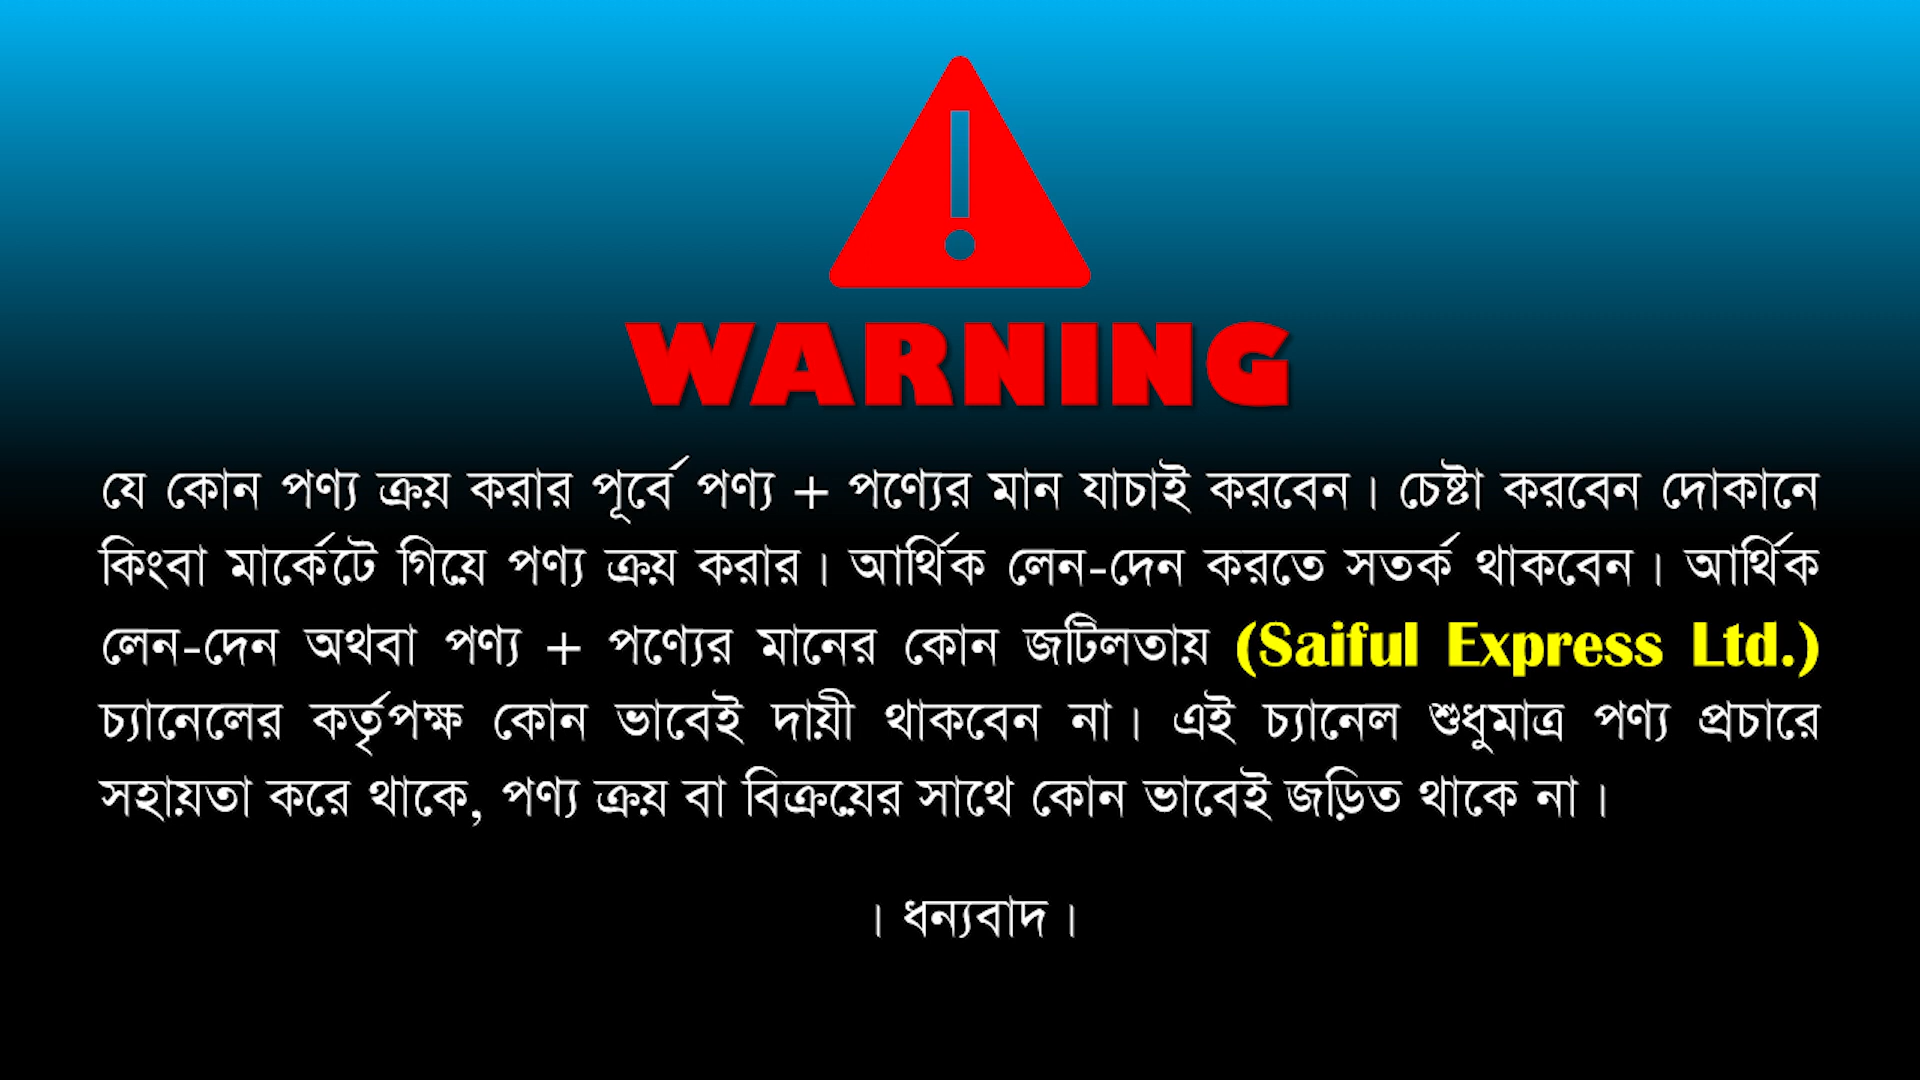 WARNING
যে কোন পণ্য ক্রয় করার পূর্বে পণ্য + পণ্যের মান যাচাই করবেন। চেষ্টা করবেন দোকানে
কিংবা মার্কেটে গিয়ে পণ্য ক্রয় করার। আর্থিক লেন-দেন করতে সতর্ক থাকবেন। আর্থিক
লেন-দেন অথবা পণ্য + পণ্যের মানের কোন জটিলতায় (Saiful Express Ltd.)
চ্যানেলের কর্তৃপক্ষ কোন ভাবেই দায়ী থাকবেন না। এই চ্যানেল শুধুমাত্র পণ্য প্রচারে
সহায়তা করে থাকে, পণ্য ক্রয় বা বিক্রয়ের সাথে কোন ভাবেই জড়িত থাকে না।
। ধন্যবাদ।